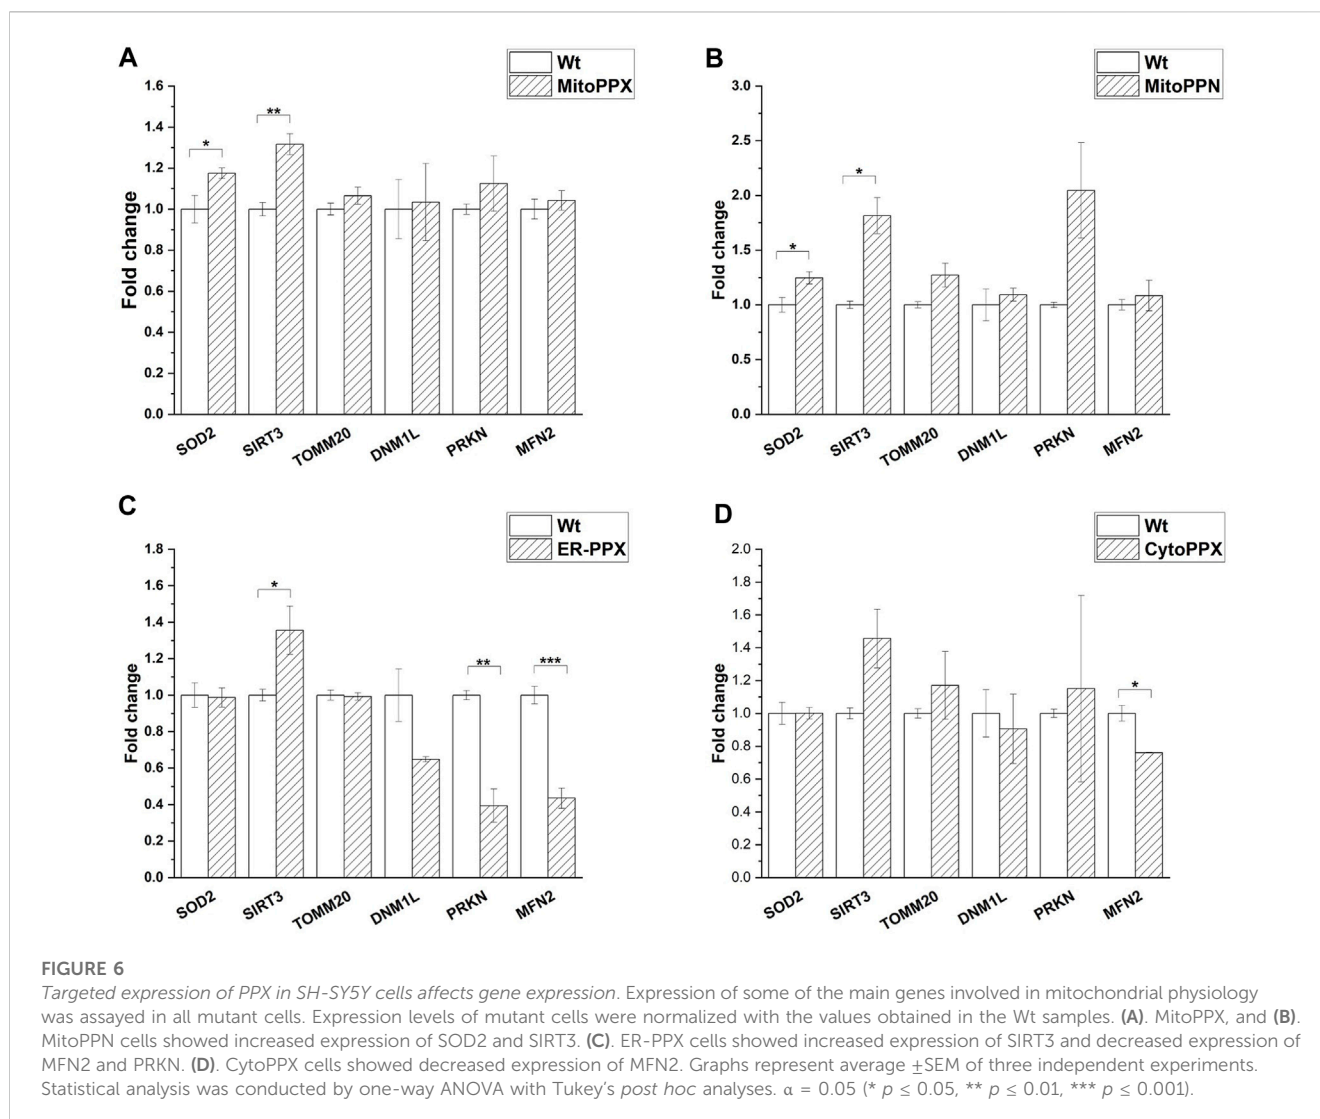 A
Wt
MitoPPX
1.6
1.4
1.2
1.0
0.8
0.6
0.4
0.2
0.0
Fold change
*
**
SOD2
SIRT3
TOMM20
DNM1L
PRKN
MFN2
B
Wt
MitoPPN
3.0
2.5
2.0
1.5
1.0
0.5
0.0
Fold change
*
*
SOD2
SIRT3
TOMM20
DNM1L
PRKN
MFN2
C
Wt
ER-PPX
1.8
1.6
1.4
1.2
1.0
0.8
0.6
0.4
0.2
0.0
Fold change
*
**
***
SOD2
SIRT3
TOMM20
DNM1L
PRKN
MFN2
D
Wt
CytoPPX
2.0
1.8
1.6
1.4
1.2
1.0
0.8
0.6
0.4
0.2
0.0
Fold change
*
SOD2
SIRT3
TOMM20
DNM1L
PRKN
MFN2
FIGURE 6
Targeted expression of PPX in SH-SY5Y cells affects gene expression. Expression of some of the main genes involved in mitochondrial physiology
was assayed in all mutant cells. Expression levels of mutant cells were normalized with the values obtained in the Wt samples. (A). MitoPPX, and (B).
MitoPPN cells showed increased expression of SOD2 and SIRT3. (C). ER-PPX cells showed increased expression of SIRT3 and decreased expression of
MFN2 and PRKN. (D). CytoPPX cells showed decreased expression of MFN2. Graphs represent average ±SEM of three independent experiments.
Statistical analysis was conducted by one-way ANOVA with Tukey's post hoc analyses. α = 0.05 (* p ≤ 0.05, ** p ≤ 0.01, *** p ≤ 0.001).